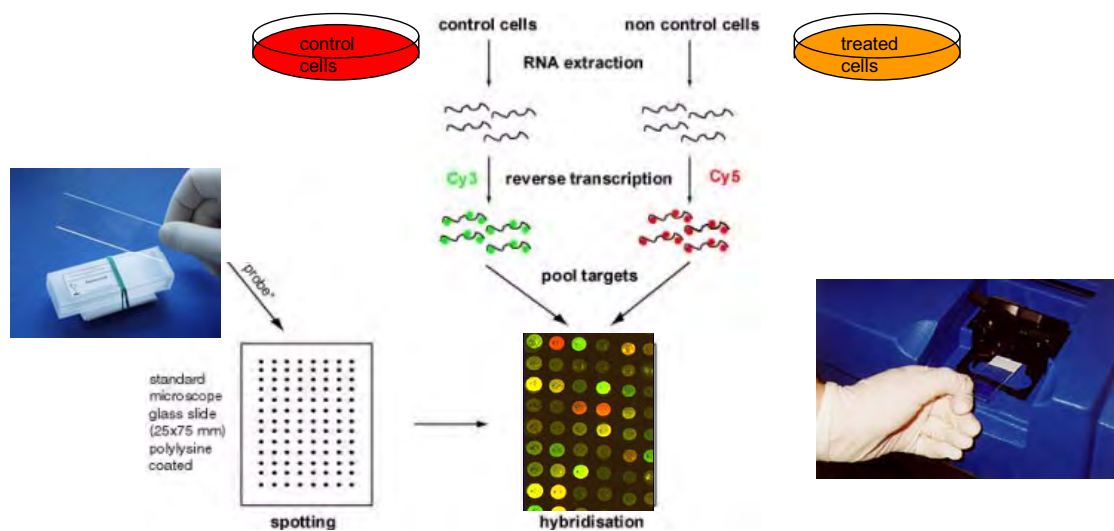 control cells
non control cells
control
cells
treated
cells
RNA extraction
Cy3
reverse transcription
Cy5
pool targets
probe*
standard
microscope
glass slide
(25x75 mm)
polylysine
coated
spotting
hybridisation